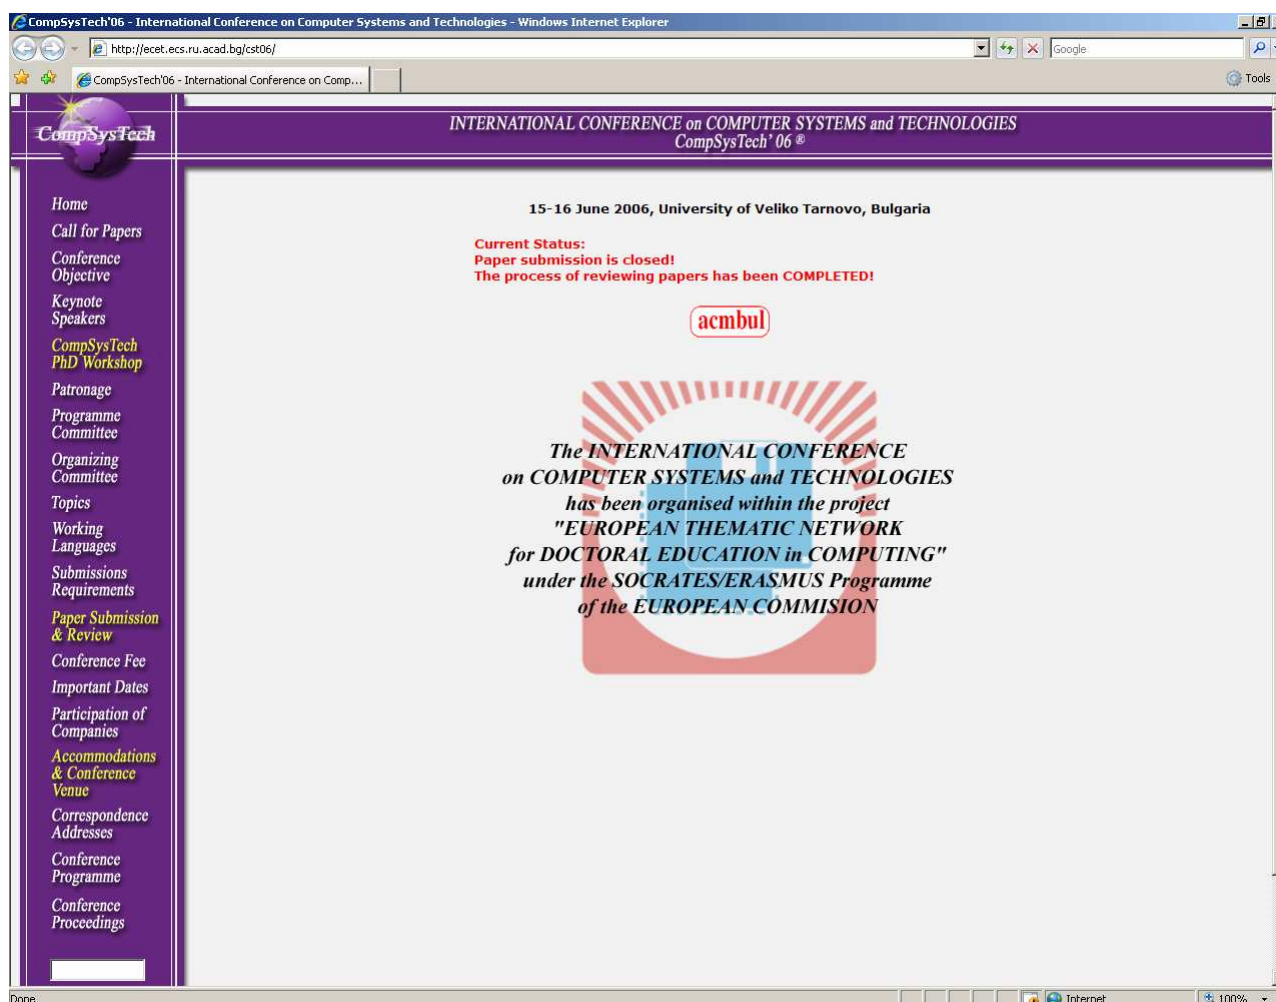 CompSysTech'06 - International Conference on Computer Systems and Technologies - Windows Internet Explorer
http://ecet.ecs.ru.acad.bg/cst06/
Google
CompSysTech'06 - International Conference on Comp...
Tools
CompSysTech
INTERNATIONAL CONFERENCE on COMPUTER SYSTEMS and TECHNOLOGIES
CompSysTech' 06 ®
Home
Call for Papers
Conference
Objective
Keynote
Speakers
CompSysTech
PhD Workshop
Patronage
Programme
Committee
Organizing
Committee
Topics
Working
Languages
Submissions
Requirements
Paper Submission
& Review
Conference Fee
Important Dates
Participation of
Companies
Accommodations
& Conference
Venue
Correspondence
Addresses
Conference
Programme
Conference
Proceedings
15-16 June 2006, University of Veliko Tarnovo, Bulgaria
Current Status:
Paper submission is closed!
The process of reviewing papers has been COMPLETED!
acmbul
The INTERNATIONAL CONFERENCE
on COMPUTER SYSTEMS and TECHNOLOGIES
has been organised within the project
"EUROPEAN THEMATIC NETWORK
for DOCTORAL EDUCATION in COMPUTING"
under the SOCRATES/ERASMUS Programme
of the EUROPEAN COMMISION
Done
Internet
100%